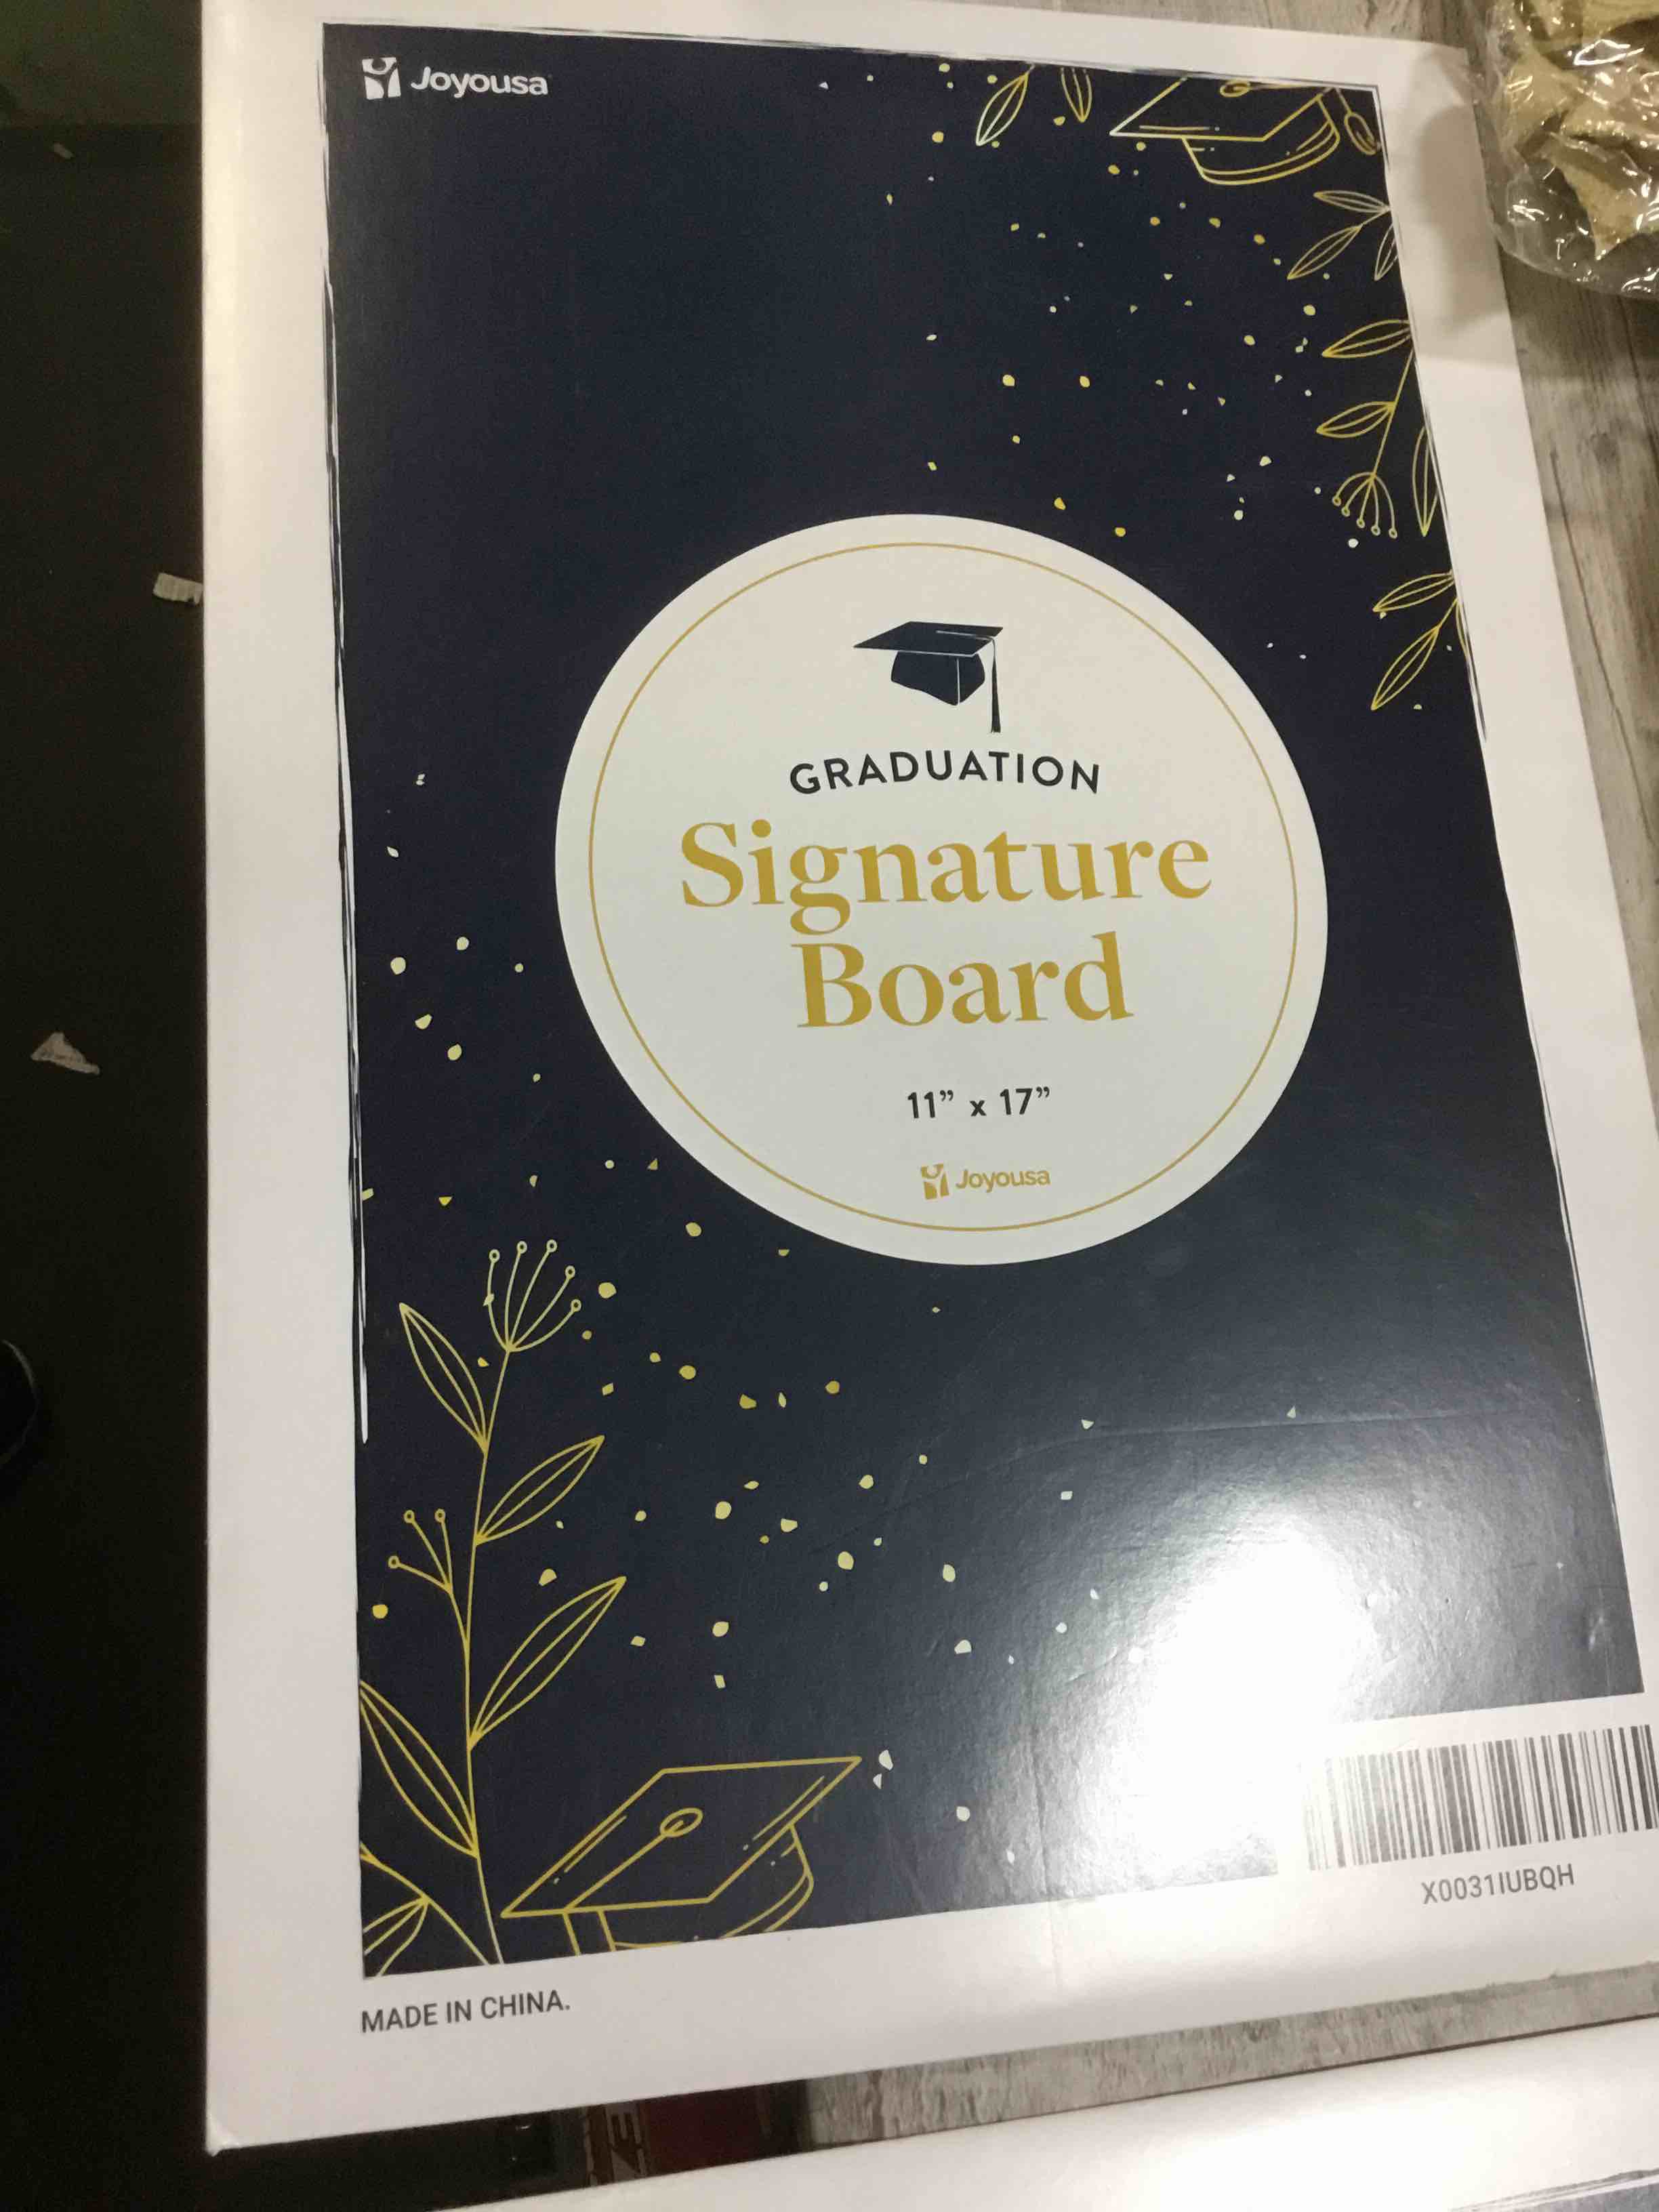 Joyousa
GRADUATION
Signature
Board
11” x 17”
Joyousa
X0031IUBQH
MADE IN CHINA.